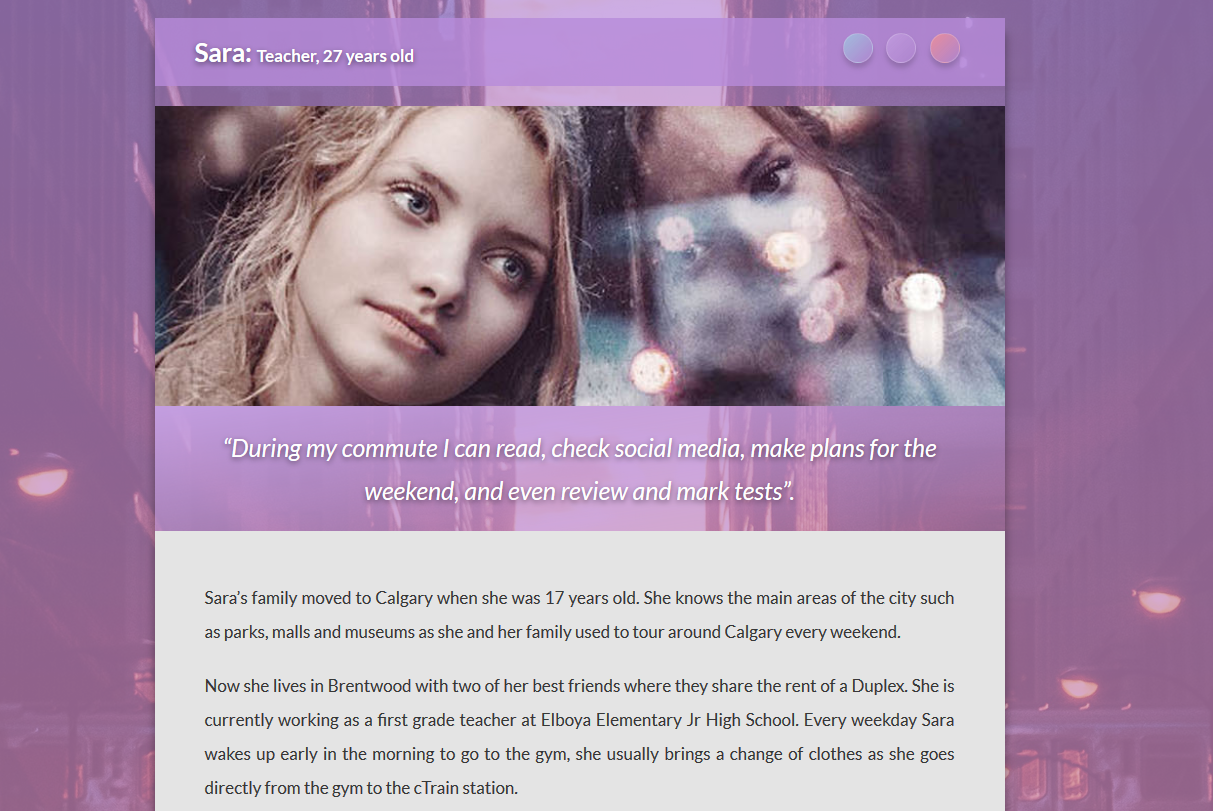 Sara: Teacher, 27 years old
“During my commute I can read, check social media, make plans for the
weekend, and even review and mark tests”.
Sara’s family moved to Calgary when she was 17 years old. She knows the main areas of the city such
as parks, malls and museums as she and her family used to tour around Calgary every weekend.
Now she lives in Brentwood with two of her best friends where they share the rent of a Duplex. She is
currently working as a first grade teacher at Elboya Elementary Jr High School. Every weekday Sara
wakes up early in the morning to go to the gym, she usually brings a change of clothes as she goes
directly from the gym to the cTrain station.